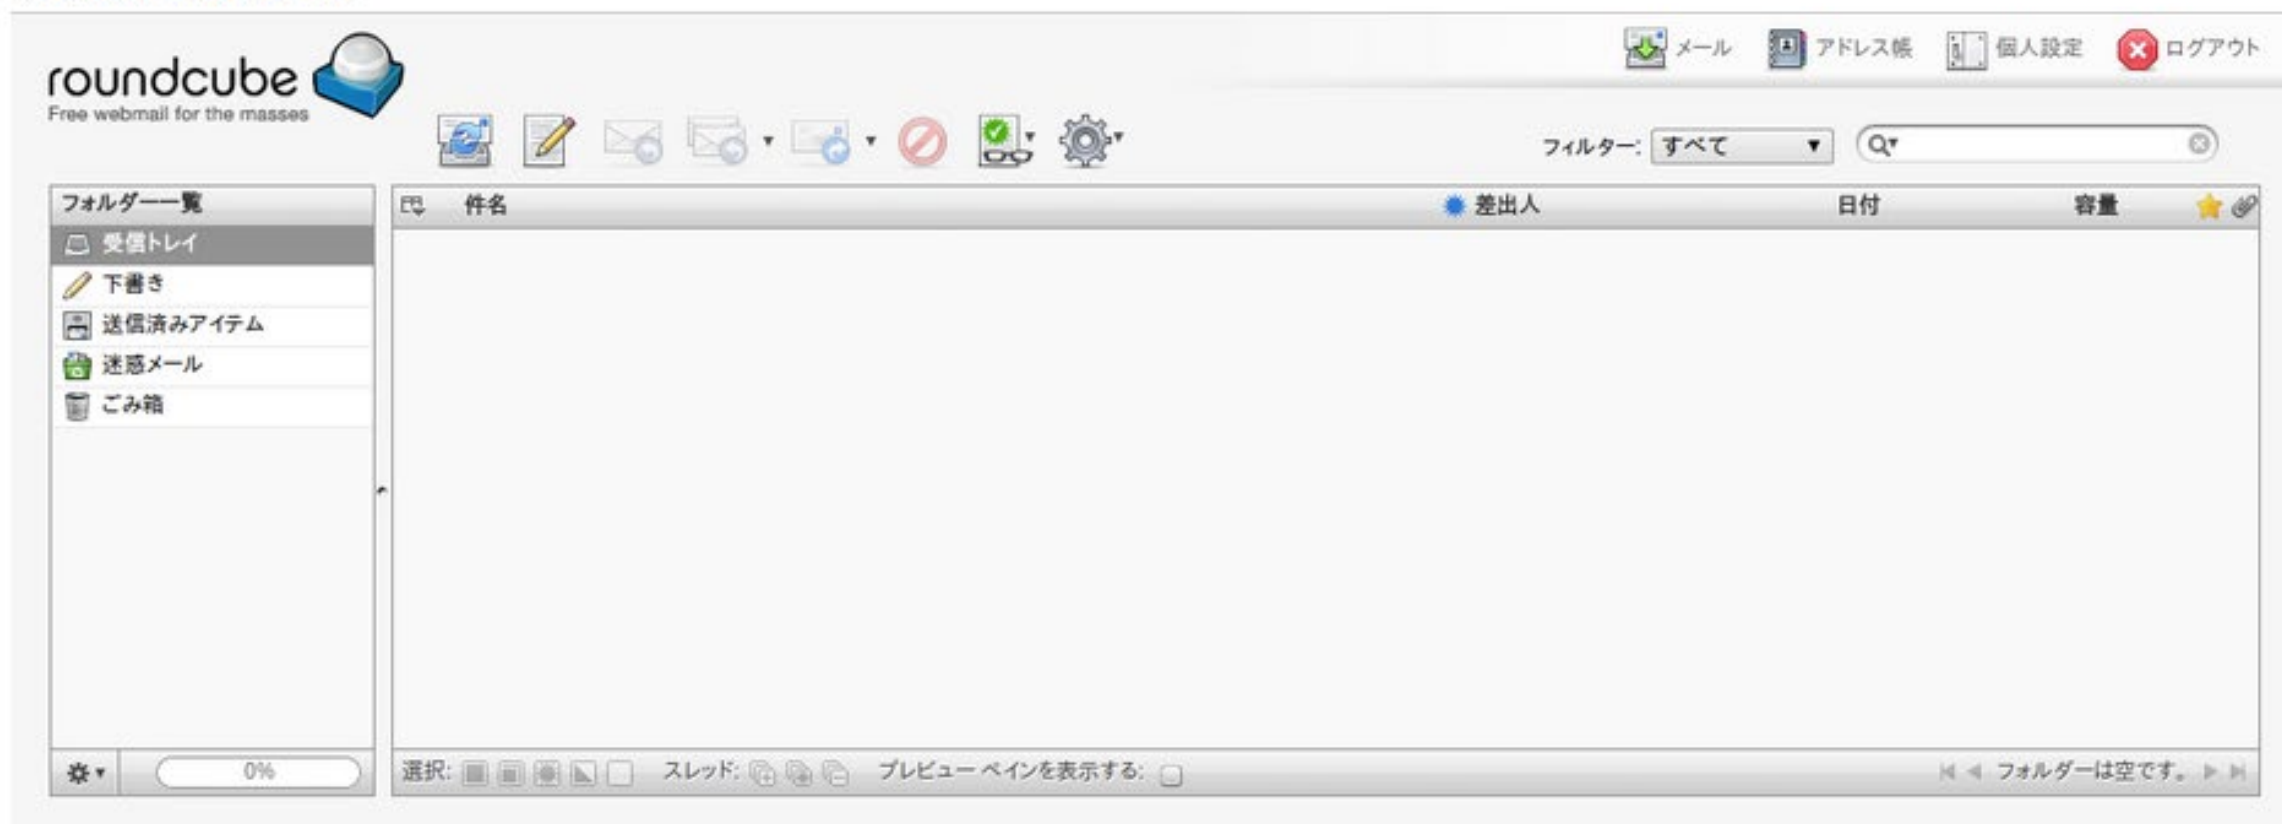 メール アドレス帳 個人設定 ログアウト
roundcube
Free webmail for the masses
フィルター: すべて
フォルダー一覧
受信トレイ
下書き
送信済みアイテム
迷惑メール
ごみ箱
0%
件名 差出人 日付 容量
選択: スレッド: プレビュー ペインを表示する: フォルダーは空です。